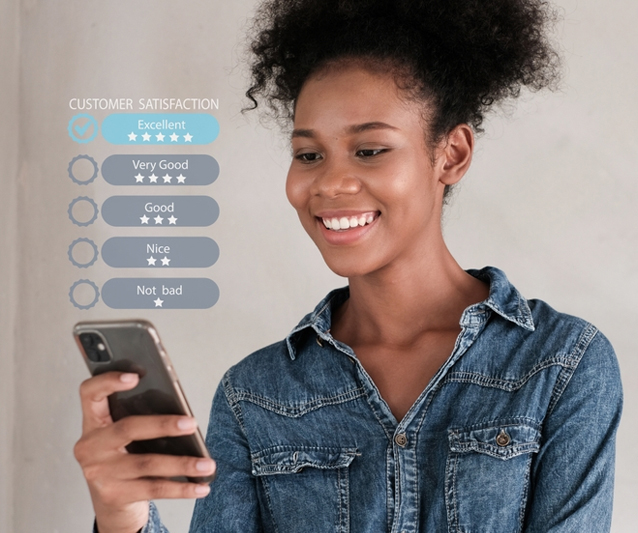 CUSTOMER SATISFACTION
Excellent
Very Good
Good
Nice
Not bad